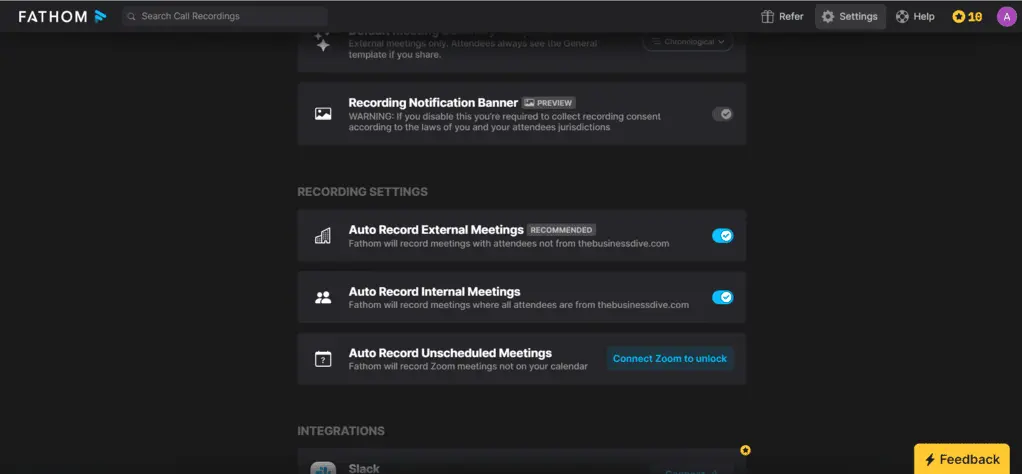 FATHOM
Search Call Recordings
Refer
Settings
Help
10
A
Default Meeting Summary
External meetings only. Attendees always see the General
template if you share.
Chronological
Recording Notification Banner PREVIEW
WARNING: If you disable this you're required to collect recording consent
according to the laws of you and your attendees jurisdictions
RECORDING SETTINGS
Auto Record External Meetings RECOMMENDED
Fathom will record meetings with attendees not from thebusinessdive.com
Auto Record Internal Meetings
Fathom will record meetings where all attendees are from thebusinessdive.com
Auto Record Unscheduled Meetings
Fathom will record Zoom meetings not on your calendar
Connect Zoom to unlock
INTEGRATIONS
Slack
Connect
Feedback